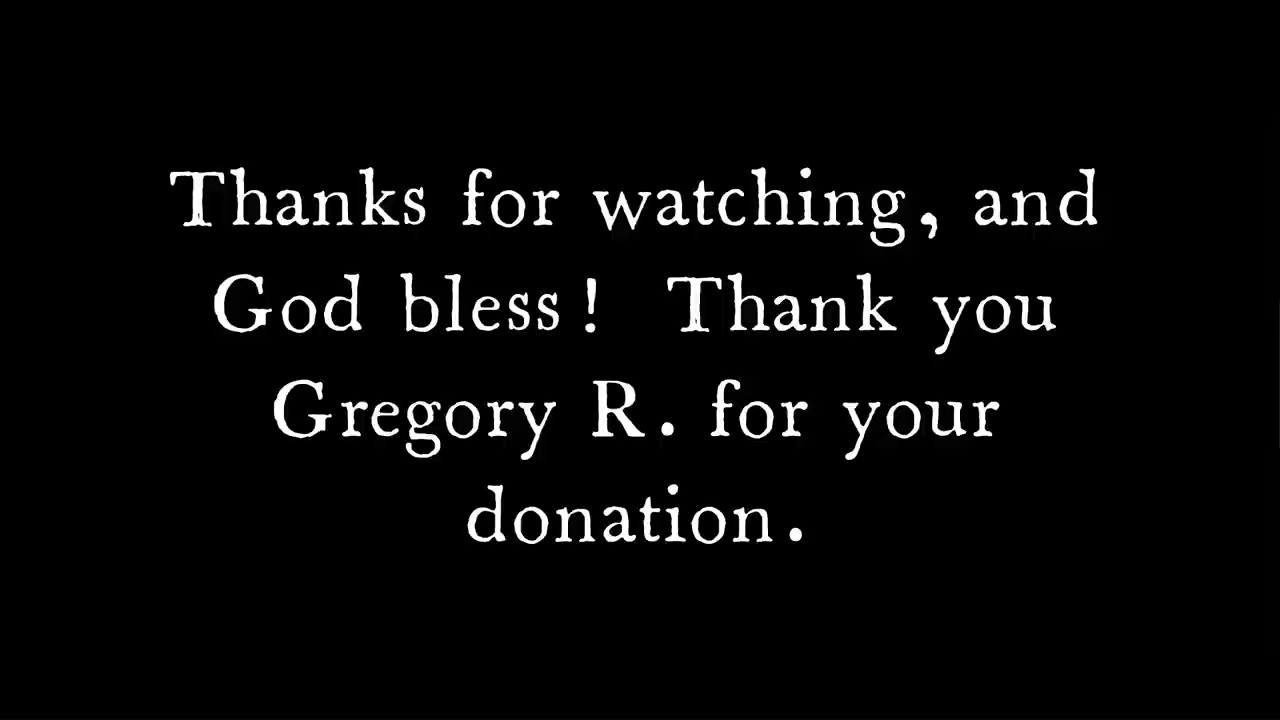 Thanks for watching, and
God bless!  Thank you
Gregory R. for your
donation.